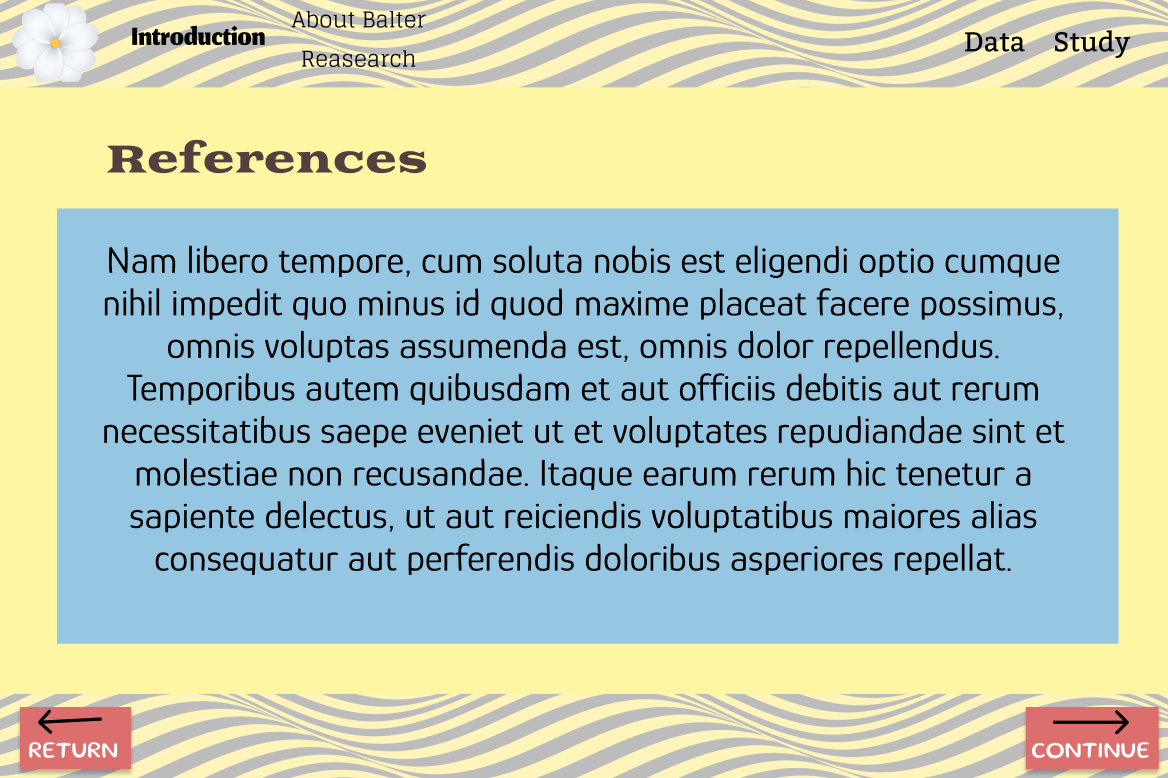 Introduction
About Balter
Reasearch
Data
Study
References
Nam libero tempore, cum soluta nobis est eligendi optio cumque
nihil impedit quo minus id quod maxime placeat facere possimus,
omnis voluptas assumenda est, omnis dolor repellendus.
Temporibus autem quibusdam et aut officiis debitis aut rerum
necessitatibus saepe eveniet ut et voluptates repudiandae sint et
molestiae non recusandae. Itaque earum rerum hic tenetur a
sapiente delectus, ut aut reiciendis voluptatibus maiores alias
consequatur aut perferendis doloribus asperiores repellat.
RETURN
CONTINUE